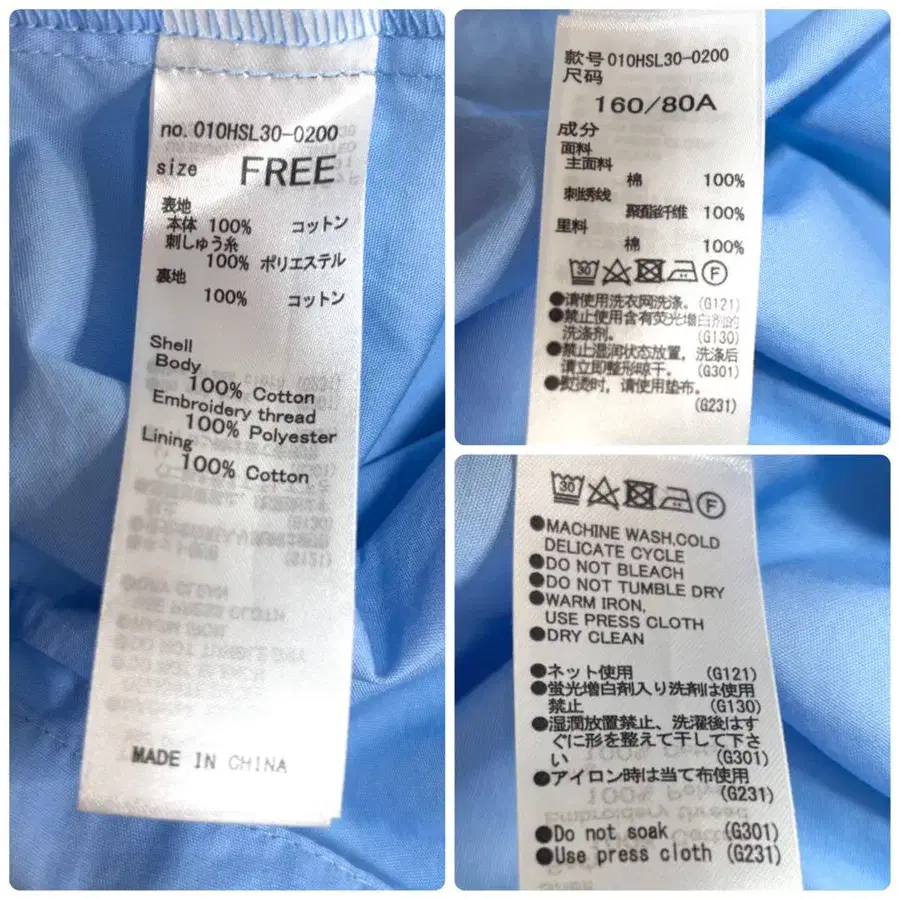 no.010HSL30-0200
size FREE
表地
本体 100% コットン
刺しゅう糸
100% ポリエステル
裏地
100% コットン
Shell
Body
100% Cotton
Embroidery thread
100% Polyester
Lining
100% Cotton
MADE IN CHINA
款号010HSL30-0200
尺码
160/80A
成分
面料
主面料
棉 100%
刺绣线
聚酯纤维 100%
里料
棉 100%
30 F
●请使用洗衣网洗涤。(G121)
●禁止使用含有荧光增白剂的
洗涤剂。 (G130)
●禁止湿润状态放置，洗涤后
请立即整形晾干。(G301)
●熨烫时，请使用垫布。
(G231)
30 F
●MACHINE WASH,COLD
DELICATE CYCLE
●DO NOT BLEACH
●DO NOT TUMBLE DRY
●WARM IRON,
USE PRESS CLOTH
●DRY CLEAN
●ネット使用 (G121)
●蛍光増白剤入り洗剤は使用
禁止 (G130)
●湿潤放置禁止、洗濯後はす
ぐに形を整えて干して下さ
い (G301)
●アイロン時は当て布使用
(G231)
●Do not soak (G301)
●Use press cloth (G231)